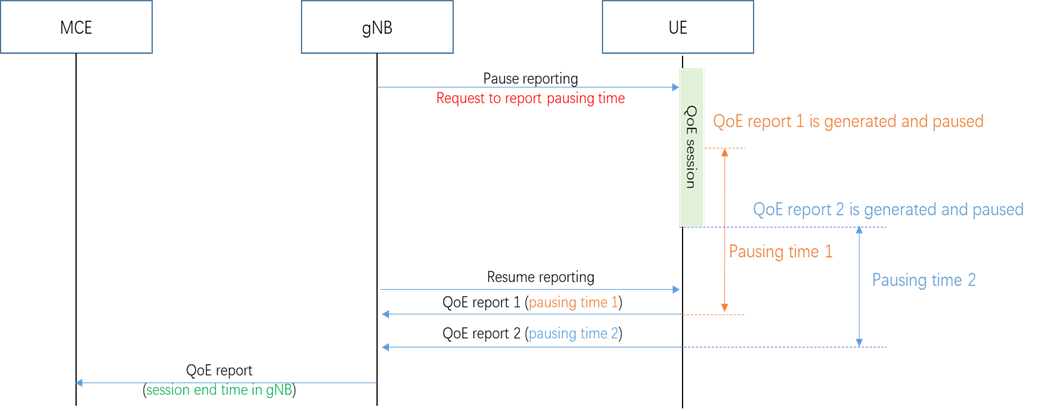 MCE
gNB
UE
Pause reporting
Request to report pausing time
QoE session
QoE report 1 is generated and paused
QoE report 2 is generated and paused
Pausing time 1
Pausing time 2
Resume reporting
QoE report 1 (pausing time 1)
QoE report 2 (pausing time 2)
QoE report
(session end time in gNB)